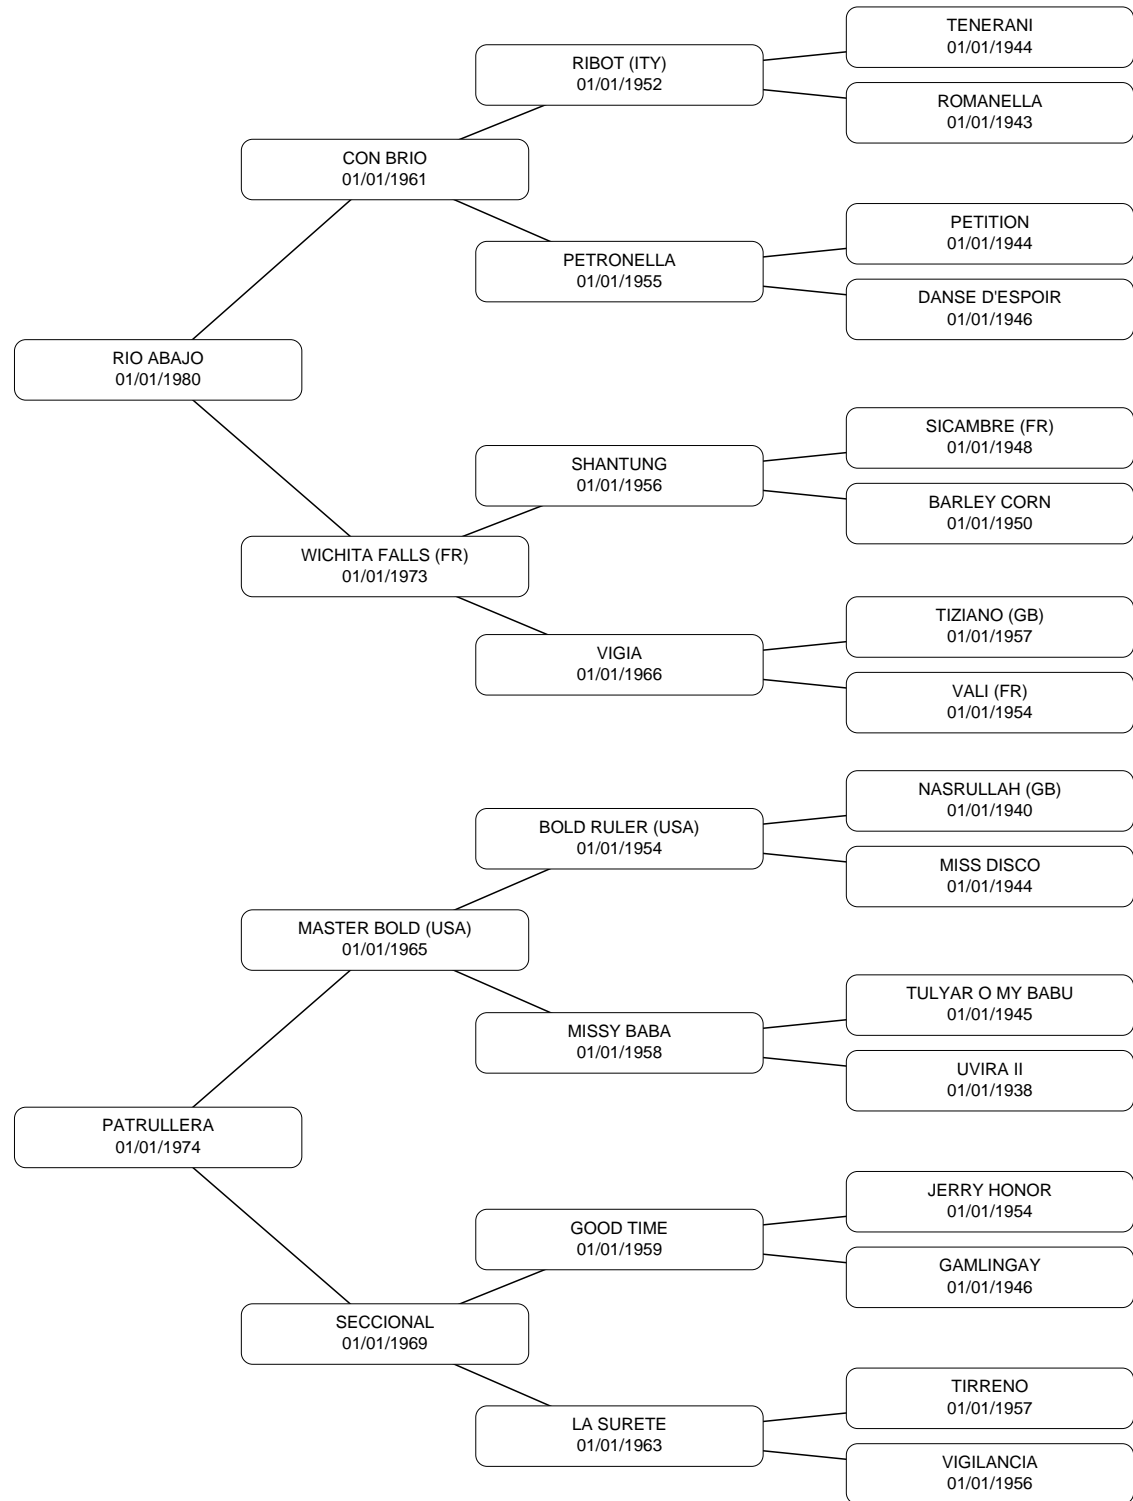 TENERANI
01/01/1944
RIBOT (ITY)
01/01/1952
ROMANELLA
01/01/1943
CON BRIO
01/01/1961
PETITION
01/01/1944
PETRONELLA
01/01/1955
DANSE D'ESPOIR
01/01/1946
RIO ABAJO
01/01/1980
SICAMBRE (FR)
01/01/1948
SHANTUNG
01/01/1956
BARLEY CORN
01/01/1950
WICHITA FALLS (FR)
01/01/1973
TIZIANO (GB)
01/01/1957
VIGIA
01/01/1966
VALI (FR)
01/01/1954
NASRULLAH (GB)
01/01/1940
BOLD RULER (USA)
01/01/1954
MISS DISCO
01/01/1944
MASTER BOLD (USA)
01/01/1965
TULYAR O MY BABU
01/01/1945
MISSY BABA
01/01/1958
UVIRA II
01/01/1938
PATRULLERA
01/01/1974
JERRY HONOR
01/01/1954
GOOD TIME
01/01/1959
GAMLINGAY
01/01/1946
SECCIONAL
01/01/1969
TIRRENO
01/01/1957
LA SURETE
01/01/1963
VIGILANCIA
01/01/1956